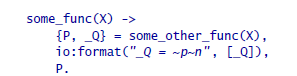 some_func(X) ->
{P, _Q} = some_other_func(X),
io:format("_Q = ~p~n", [_Q]),
P.